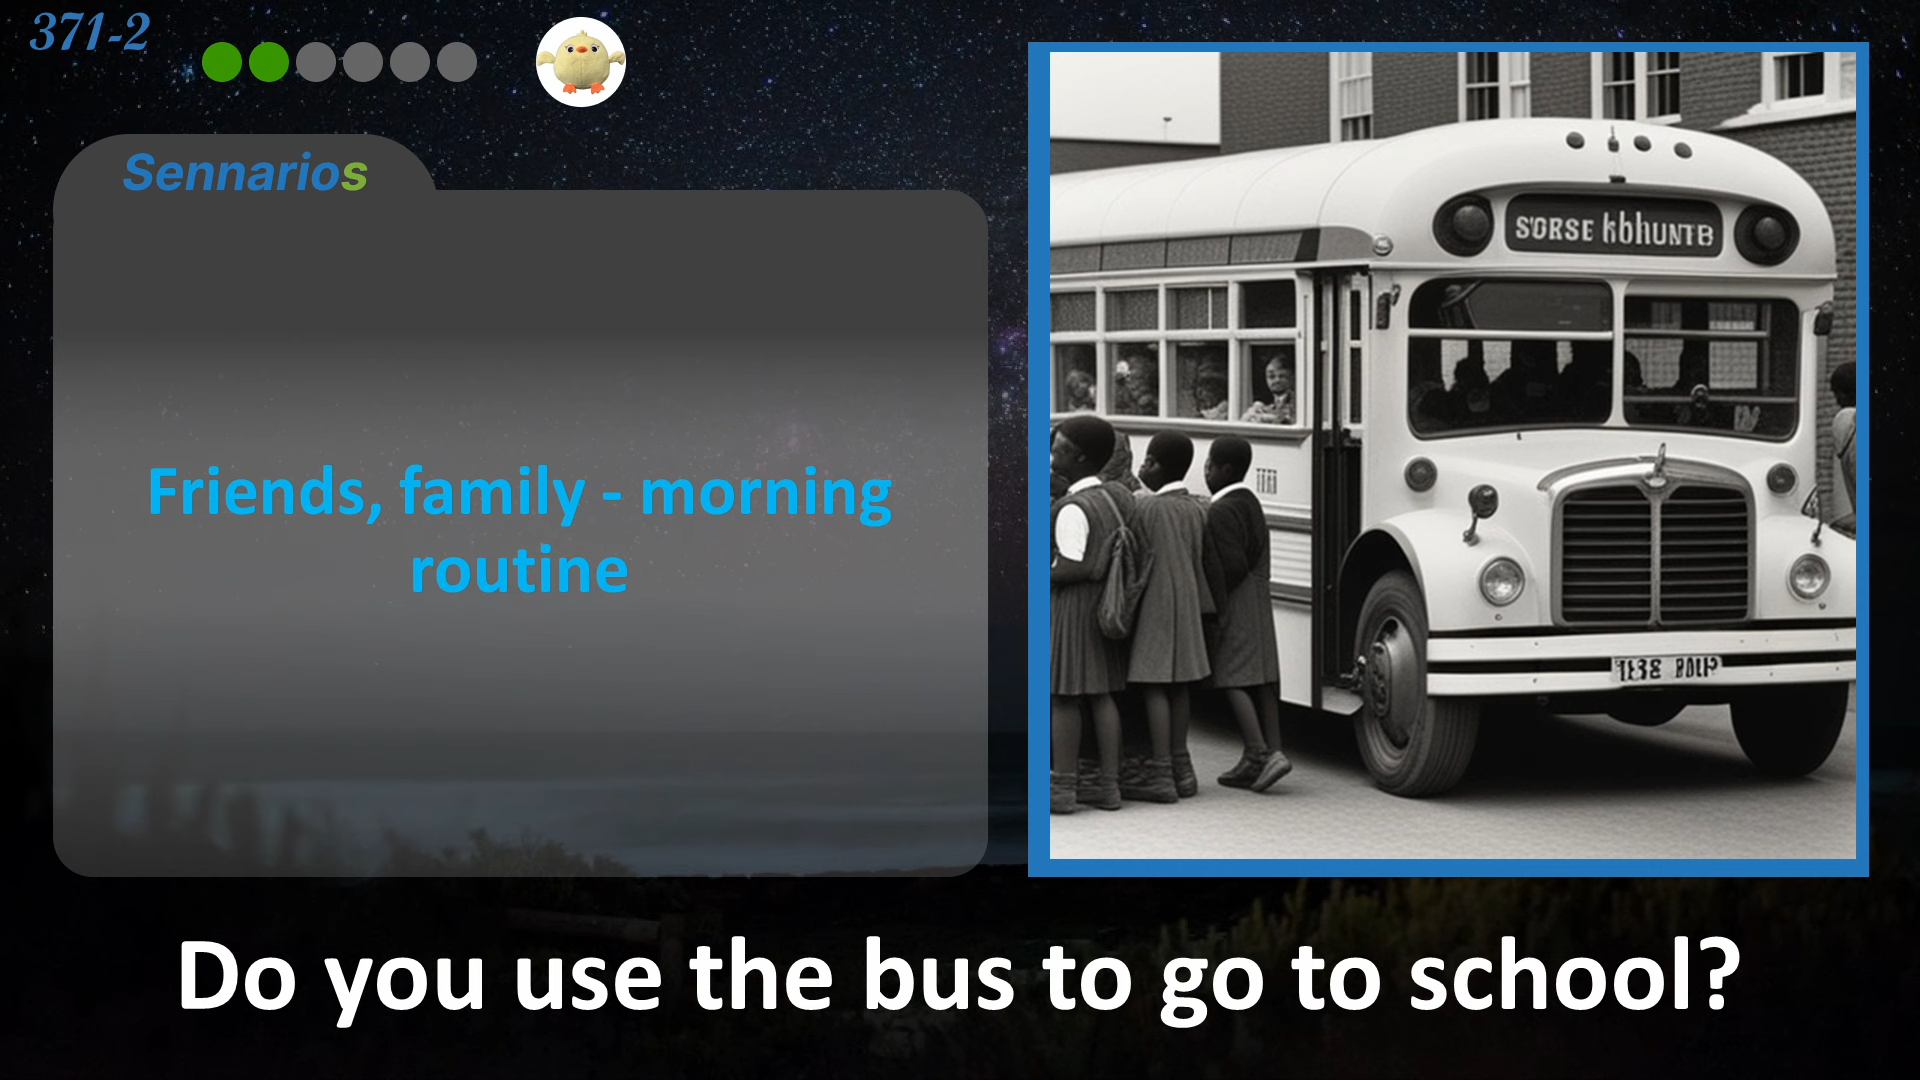 371-2
Sennarios
Friends, family - morning
routine
Do you use the bus to go to school?